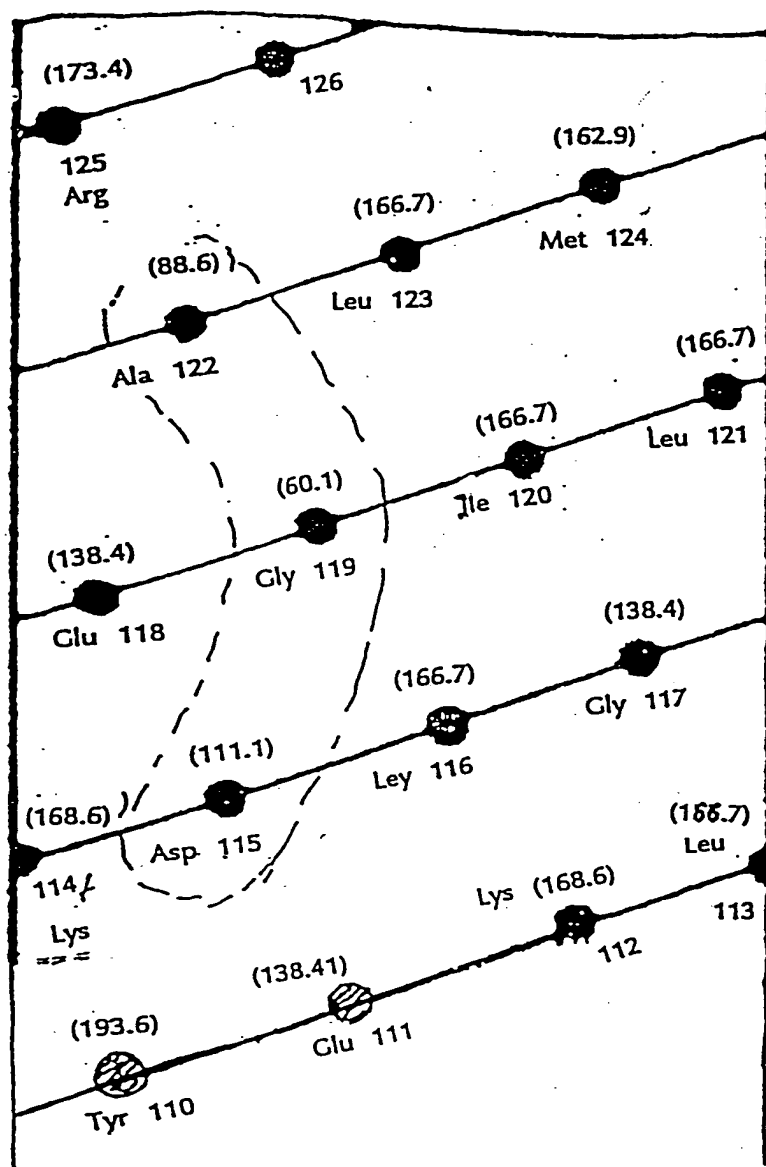 (173.4)
126
125
Arg
(162.9)
(166.7)
Met 124
(88.6)
Leu 123
Ala 122
(166.7)
(166.7)
Leu 121
(60.1)
Ile 120
(138.4)
Gly 119
Glu 118
(138.4)
(166.7)
Gly 117
(111.1)
Ley 116
(168.6)
Asp 115
(166.7)
Leu
114
Lys
Lys (168.6)
113
112
(138.41)
Glu 111
(193.6)
Tyr 110